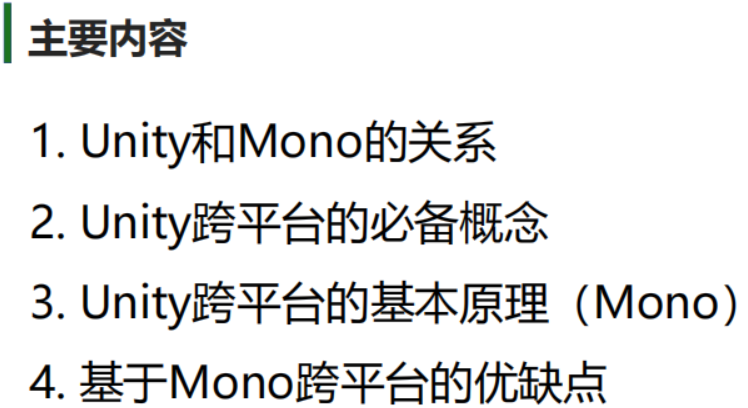 主要内容
1. Unity和Mono的关系
2. Unity跨平台的必备概念
3. Unity跨平台的基本原理（Mono）
4. 基于Mono跨平台的优缺点